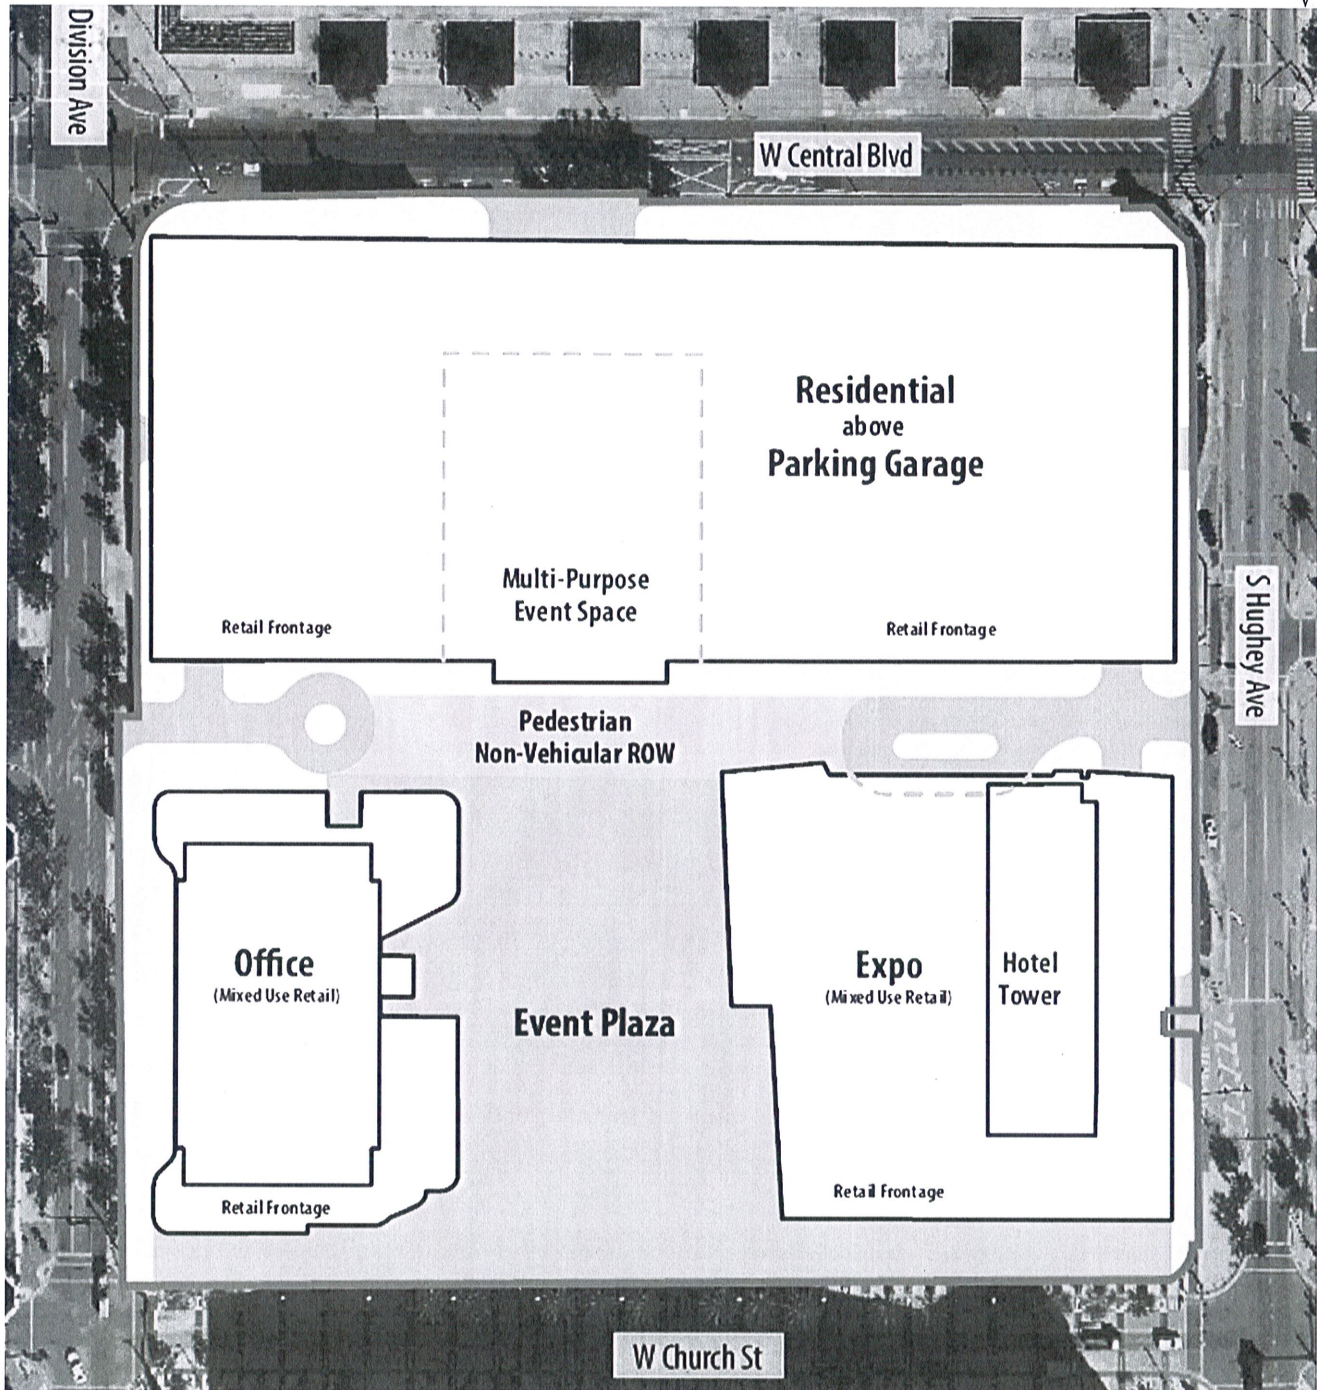 Division Ave
W Central Blvd
Residential
above
Parking Garage
Multi-Purpose
Event Space
Retail Frontage
Retail Frontage
S Hughey Ave
Pedestrian
Non-Vehicular ROW
Office
(Mixed Use Retail)
Expo
(Mixed Use Retail)
Hotel
Tower
Event Plaza
Retail Frontage
Retail Frontage
W Church St